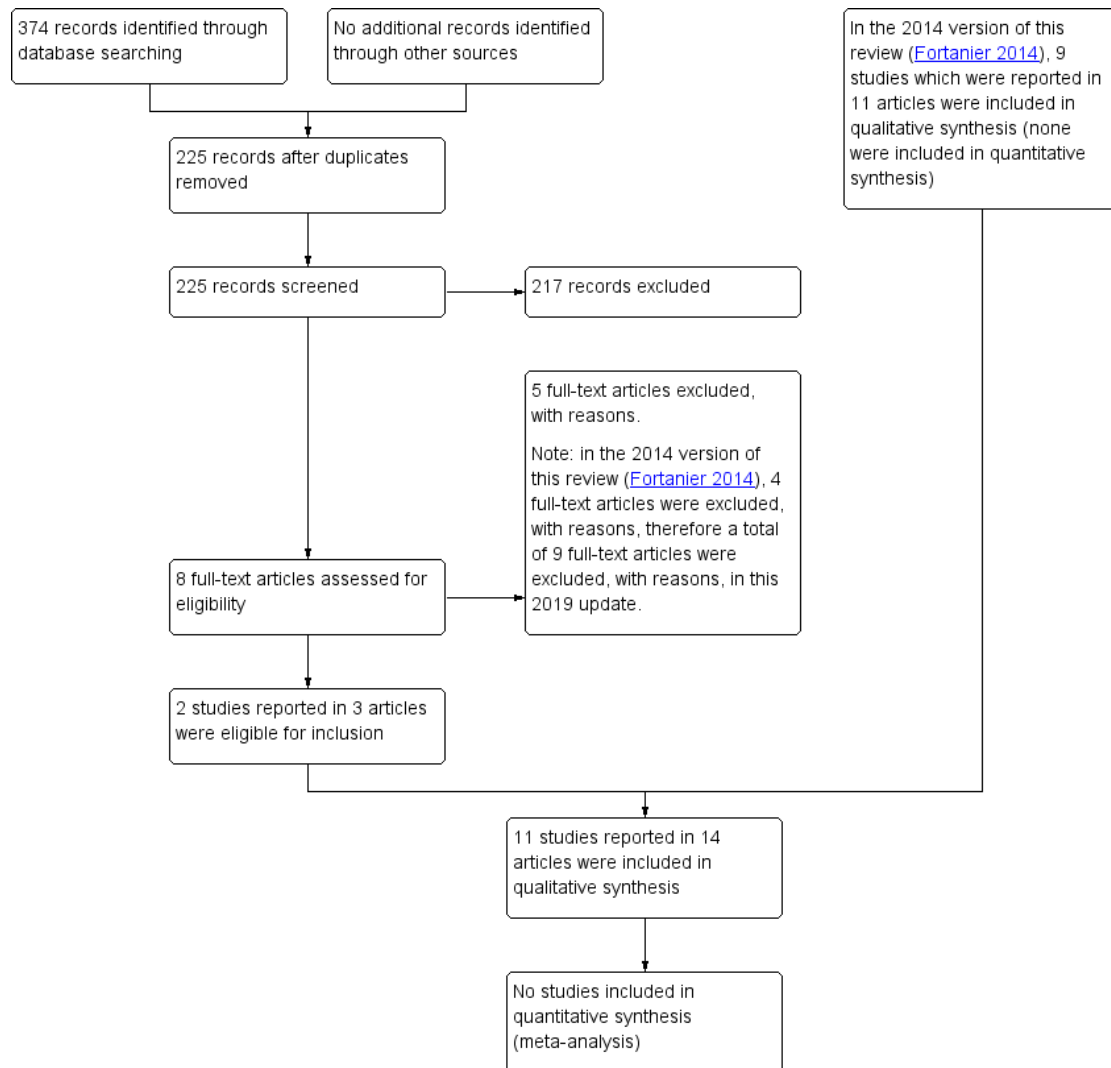 374 records identified through
database searching
No additional records identified
through other sources
In the 2014 version of this
review (Fortanier 2014), 9
studies which were reported in
11 articles were included in
qualitative synthesis (none
were included in quantitative
synthesis)
225 records after duplicates
removed
225 records screened
217 records excluded
5 full-text articles excluded,
with reasons.
Note: in the 2014 version of
this review (Fortanier 2014), 4
full-text articles were excluded,
with reasons, therefore a total
of 9 full-text articles were
excluded, with reasons, in this
2019 update.
8 full-text articles assessed for
eligibility
2 studies reported in 3 articles
were eligible for inclusion
11 studies reported in 14
articles were included in
qualitative synthesis
No studies included in
quantitative synthesis
(meta-analysis)